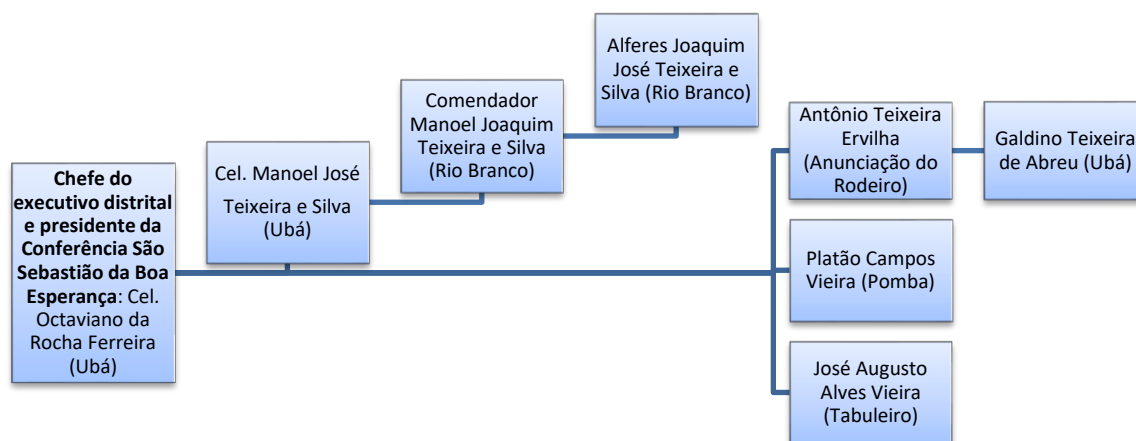 Chefe do
executivo distrital
e presidente da
Conferência São
Sebastião da Boa
Esperança: Cel.
Octaviano da
Rocha Ferreira
(Ubá)
Cel. Manoel José
Teixeira e Silva
(Ubá)
Comendador
Manoel Joaquim
Teixeira e Silva
(Rio Branco)
Alferes Joaquim
José Teixeira e
Silva (Rio Branco)
Antônio Teixeira
Ervilha
(Anunciação do
Rodeiro)
Galdino Teixeira
de Abreu (Ubá)
Platão Campos
Vieira (Pomba)
José Augusto
Alves Vieira
(Tabuleiro)